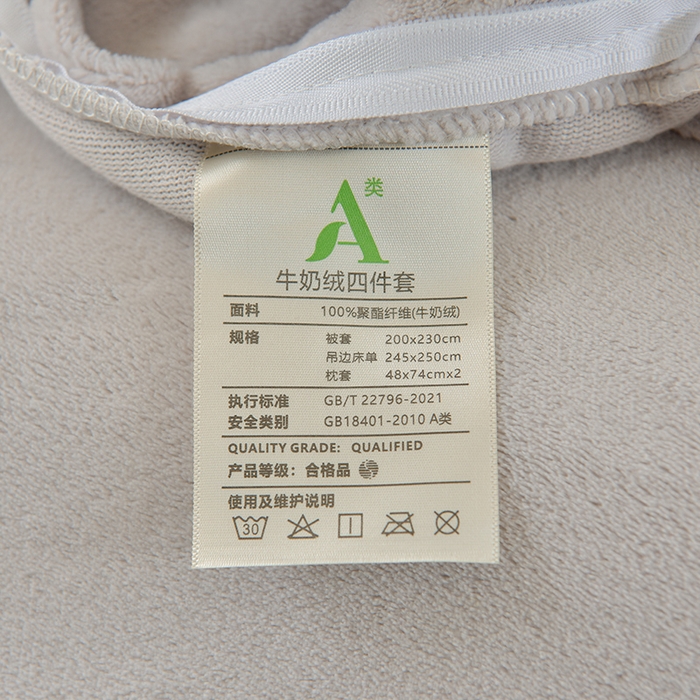 A类
牛奶绒四件套
面料 100%聚酯纤维(牛奶绒)
规格 被套 200x230cm
吊边床单 245x250cm
枕套 48x74cmx2
执行标准 GB/T 22796-2021
安全类别 GB18401-2010 A类
QUALITY GRADE: QUALIFIED
产品等级：合格品
使用及维护说明
30